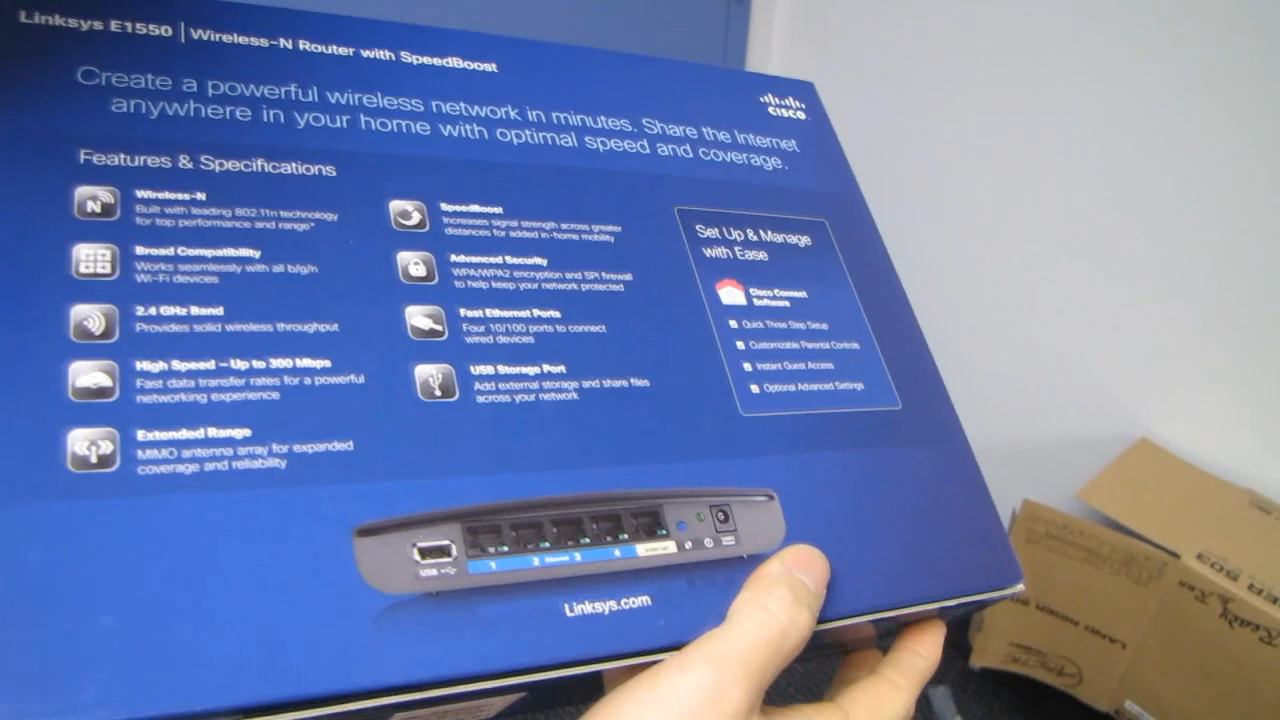 Linksys E1550 | Wireless-N Router with SpeedBoost
CISCO
Create a powerful wireless network in minutes. Share the Internet
anywhere in your home with optimal speed and coverage.
Features & Specifications
Wireless-N
Built with leading 802.11n technology
for top performance and range*
Broad Compatibility
Works seamlessly with all b/g/n
Wi-Fi devices
2.4 GHz Band
Provides solid wireless throughput
High Speed – Up to 300 Mbps
Fast data transfer rates for a powerful
networking experience
Extended Range
MIMO antenna array for expanded
coverage and reliability
SpeedBoost
Increases signal strength across greater
distances for added in-home mobility
Advanced Security
WPA/WPA2 encryption and SPI firewall
to help keep your network protected
Fast Ethernet Ports
Four 10/100 ports to connect
wired devices
USB Storage Port
Add external storage and share files
across your network
Set Up & Manage
with Ease
Cisco Connect
Software
Quick Three Step Setup
Customizable Parental Controls
Instant Guest Access
Optional Advanced Settings
USB
1 2 Ethernet 3 4 Internet
Linksys.com
LAND RIDER
Ready